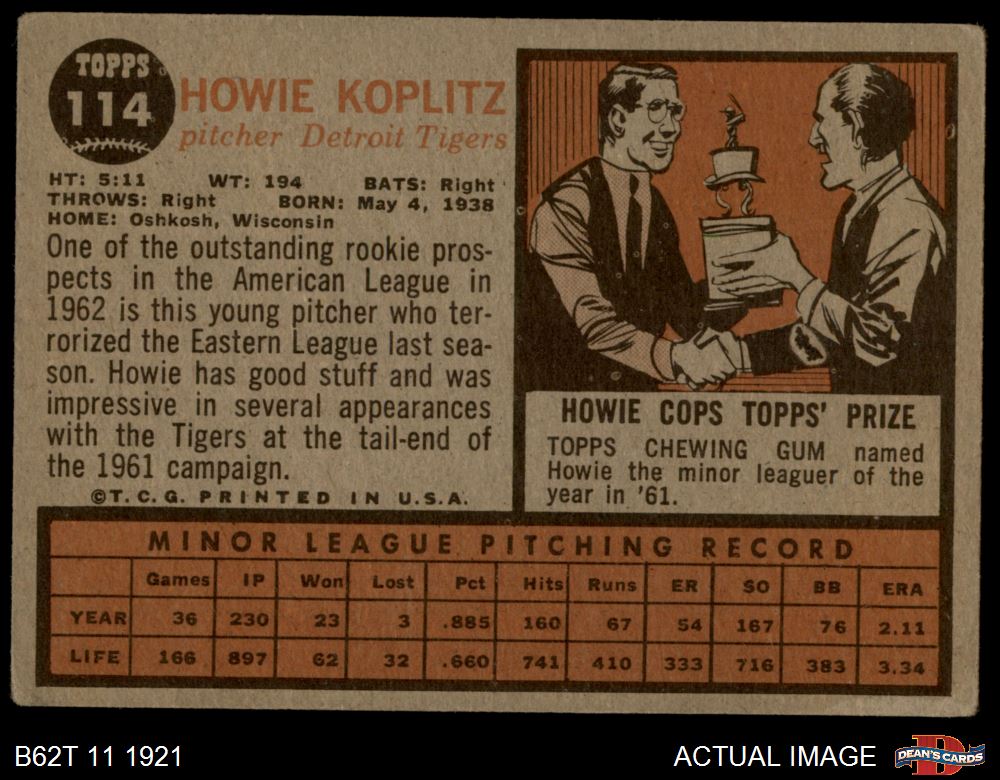 TOPPS
114
HOWIE KOPLITZ
pitcher Detroit Tigers
HT: 5:11 WT: 194 BATS: Right
THROWS: Right BORN: May 4, 1938
HOME: Oshkosh, Wisconsin
One of the outstanding rookie pros-
pects in the American League in
1962 is this young pitcher who ter-
rorized the Eastern League last sea-
son. Howie has good stuff and was
impressive in several appearances
with the Tigers at the tail-end of
the 1961 campaign.
©T.C.G. PRINTED IN U.S.A.
HOWIE COPS TOPPS' PRIZE
TOPPS CHEWING GUM named
Howie the minor leaguer of the
year in '61.
MINOR LEAGUE PITCHING RECORD
Games IP Won Lost Pct Hits Runs ER SO BB ERA
YEAR 36 230 23 3 .885 160 67 54 167 76 2.11
LIFE 166 897 62 32 .660 741 410 333 716 383 3.34
B62T 11 1921
ACTUAL IMAGE
D
DEAN'S CARDS